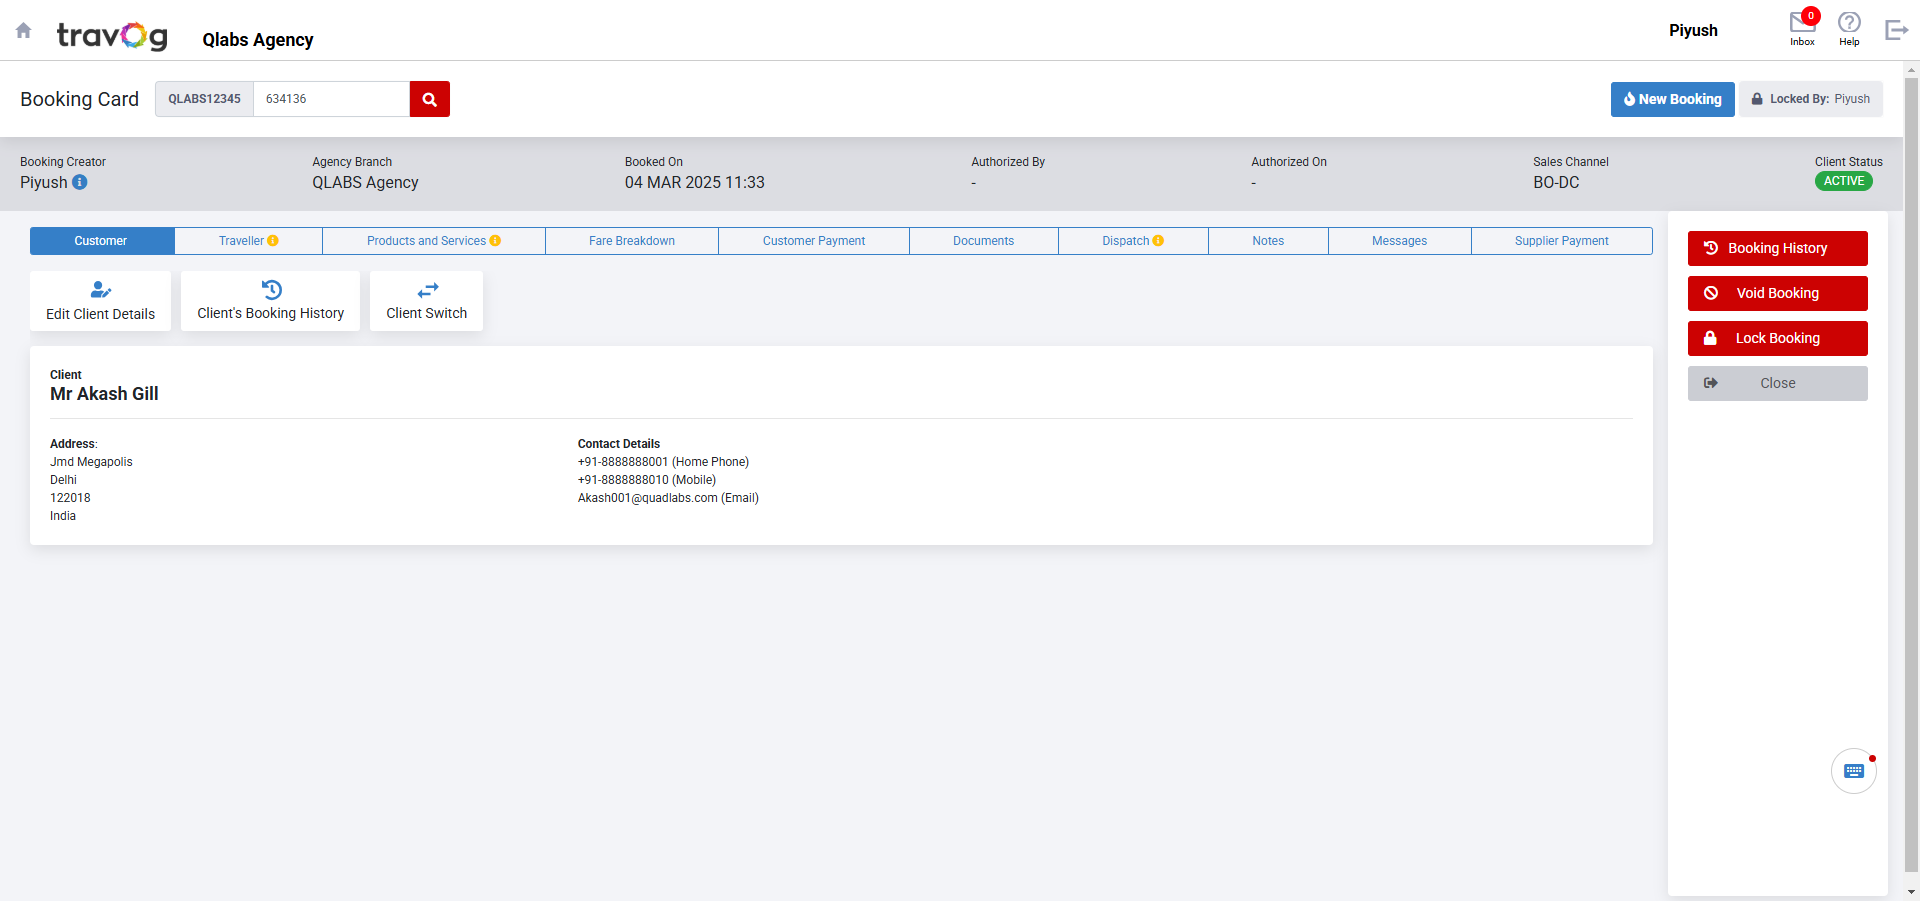 travog
Qlabs Agency
Piyush
0
Inbox
Help
Booking Card
QLABS12345
634136
New Booking
Locked By: Piyush
Booking Creator
Piyush
Agency Branch
QLABS Agency
Booked On
04 MAR 2025 11:33
Authorized By
-
Authorized On
-
Sales Channel
BO-DC
Client Status
ACTIVE
Customer
Traveller
Products and Services
Fare Breakdown
Customer Payment
Documents
Dispatch
Notes
Messages
Supplier Payment
Edit Client Details
Client's Booking History
Client Switch
Client
Mr Akash Gill
Address:
Jmd Megapolis
Delhi
122018
India
Contact Details
+91-8888888001 (Home Phone)
+91-8888888010 (Mobile)
Akash001@quadlabs.com (Email)
Booking History
Void Booking
Lock Booking
Close